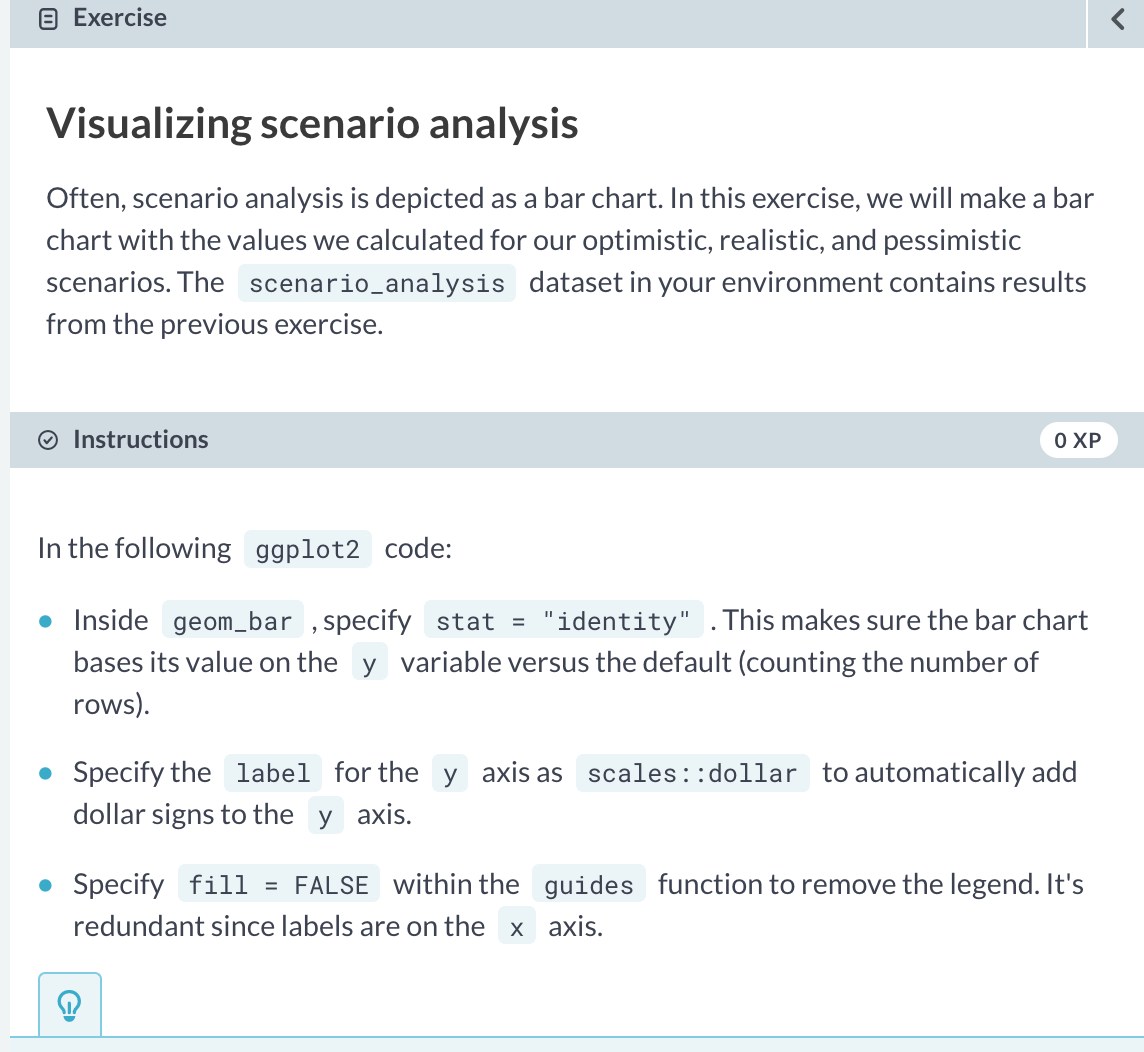 Exercise
Visualizing scenario analysis
Often, scenario analysis is depicted as a bar chart. In this exercise, we will make a bar
chart with the values we calculated for our optimistic, realistic, and pessimistic
scenarios. The scenario_analysis dataset in your environment contains results
from the previous exercise.
Instructions
0 XP
In the following ggplot2 code:
Inside geom_bar , specify stat = "identity" . This makes sure the bar chart
bases its value on the y variable versus the default (counting the number of
rows).
Specify the label for the y axis as scales::dollar to automatically add
dollar signs to the y axis.
Specify fill = FALSE within the guides function to remove the legend. It's
redundant since labels are on the x axis.